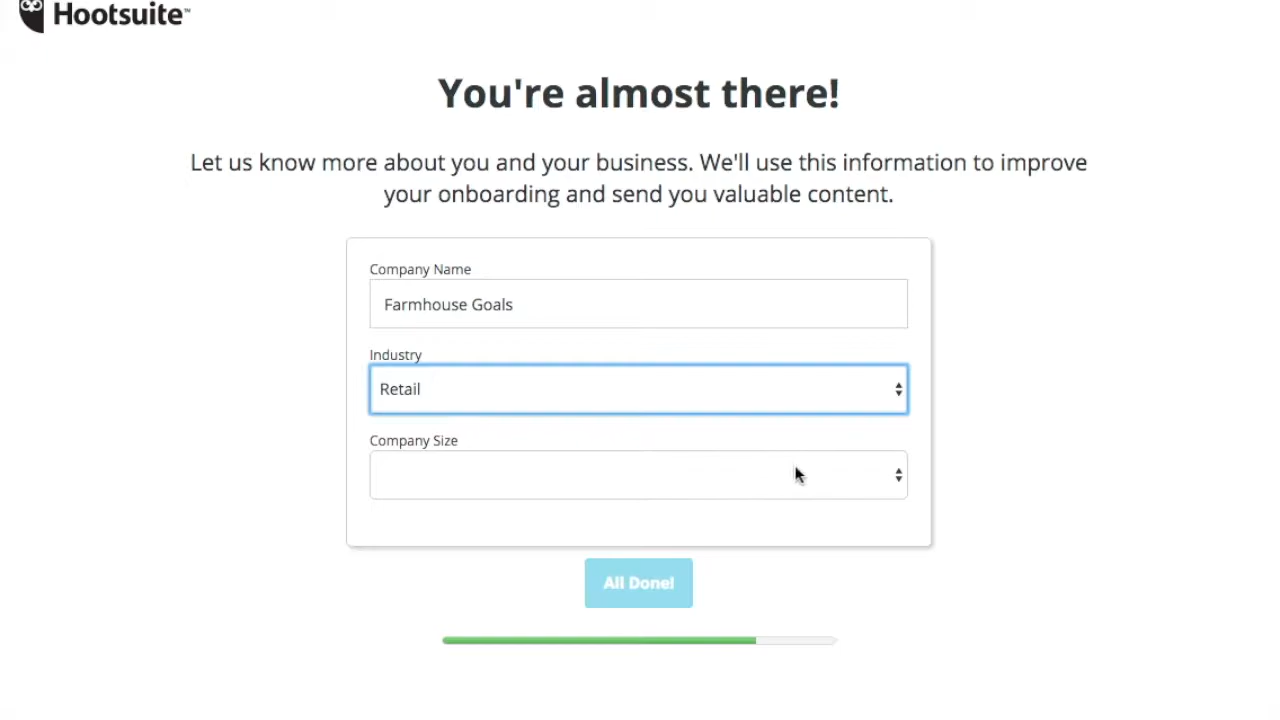 Hootsuite™
You're almost there!
Let us know more about you and your business. We'll use this information to improve
your onboarding and send you valuable content.
Company Name
Farmhouse Goals
Industry
Retail
Company Size
All Done!